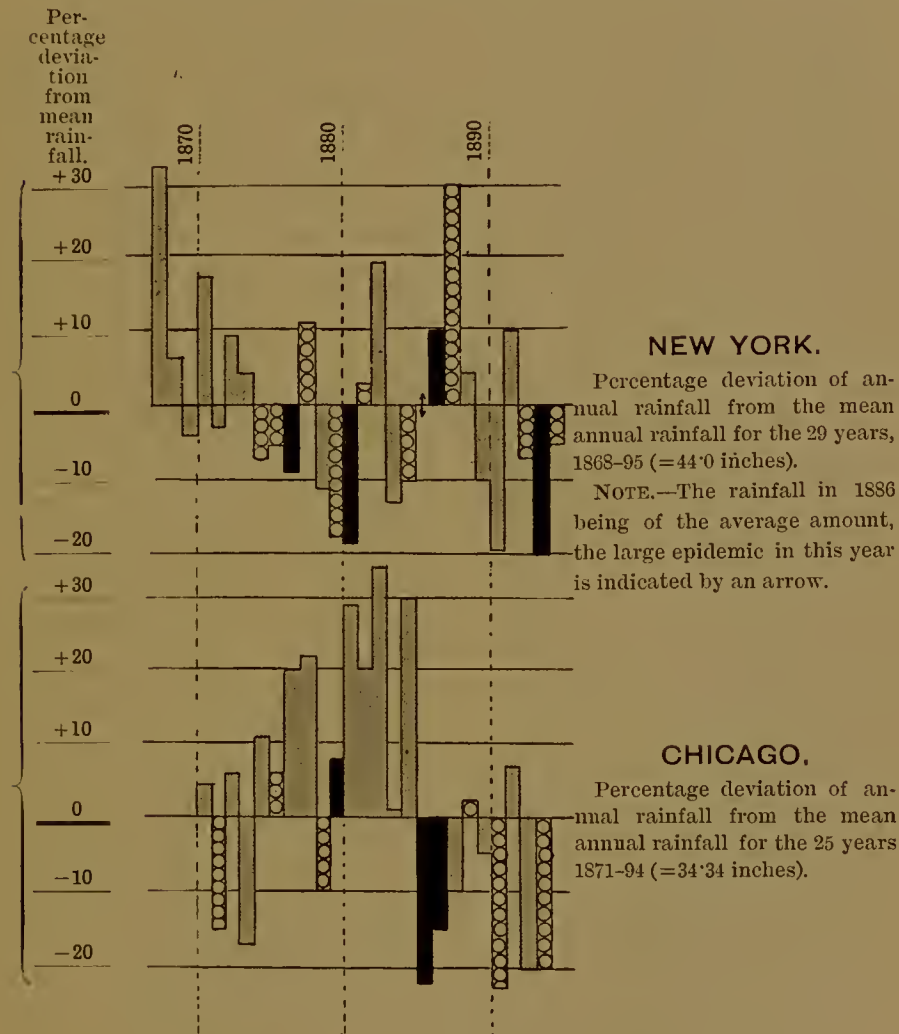 Per-
centage
devia-
tion
from
mean
rain-
fall.
1870
1880
1890
+30
+20
+10
0
−10
−20
NEW YORK.
Percentage deviation of an-
nual rainfall from the mean
annual rainfall for the 29 years,
1868–95 (=44·0 inches).
NOTE.—The rainfall in 1886
being of the average amount,
the large epidemic in this year
is indicated by an arrow.
+30
+20
+10
0
−10
−20
CHICAGO.
Percentage deviation of an-
nual rainfall from the mean
annual rainfall for the 25 years
1871–94 (=34·34 inches).